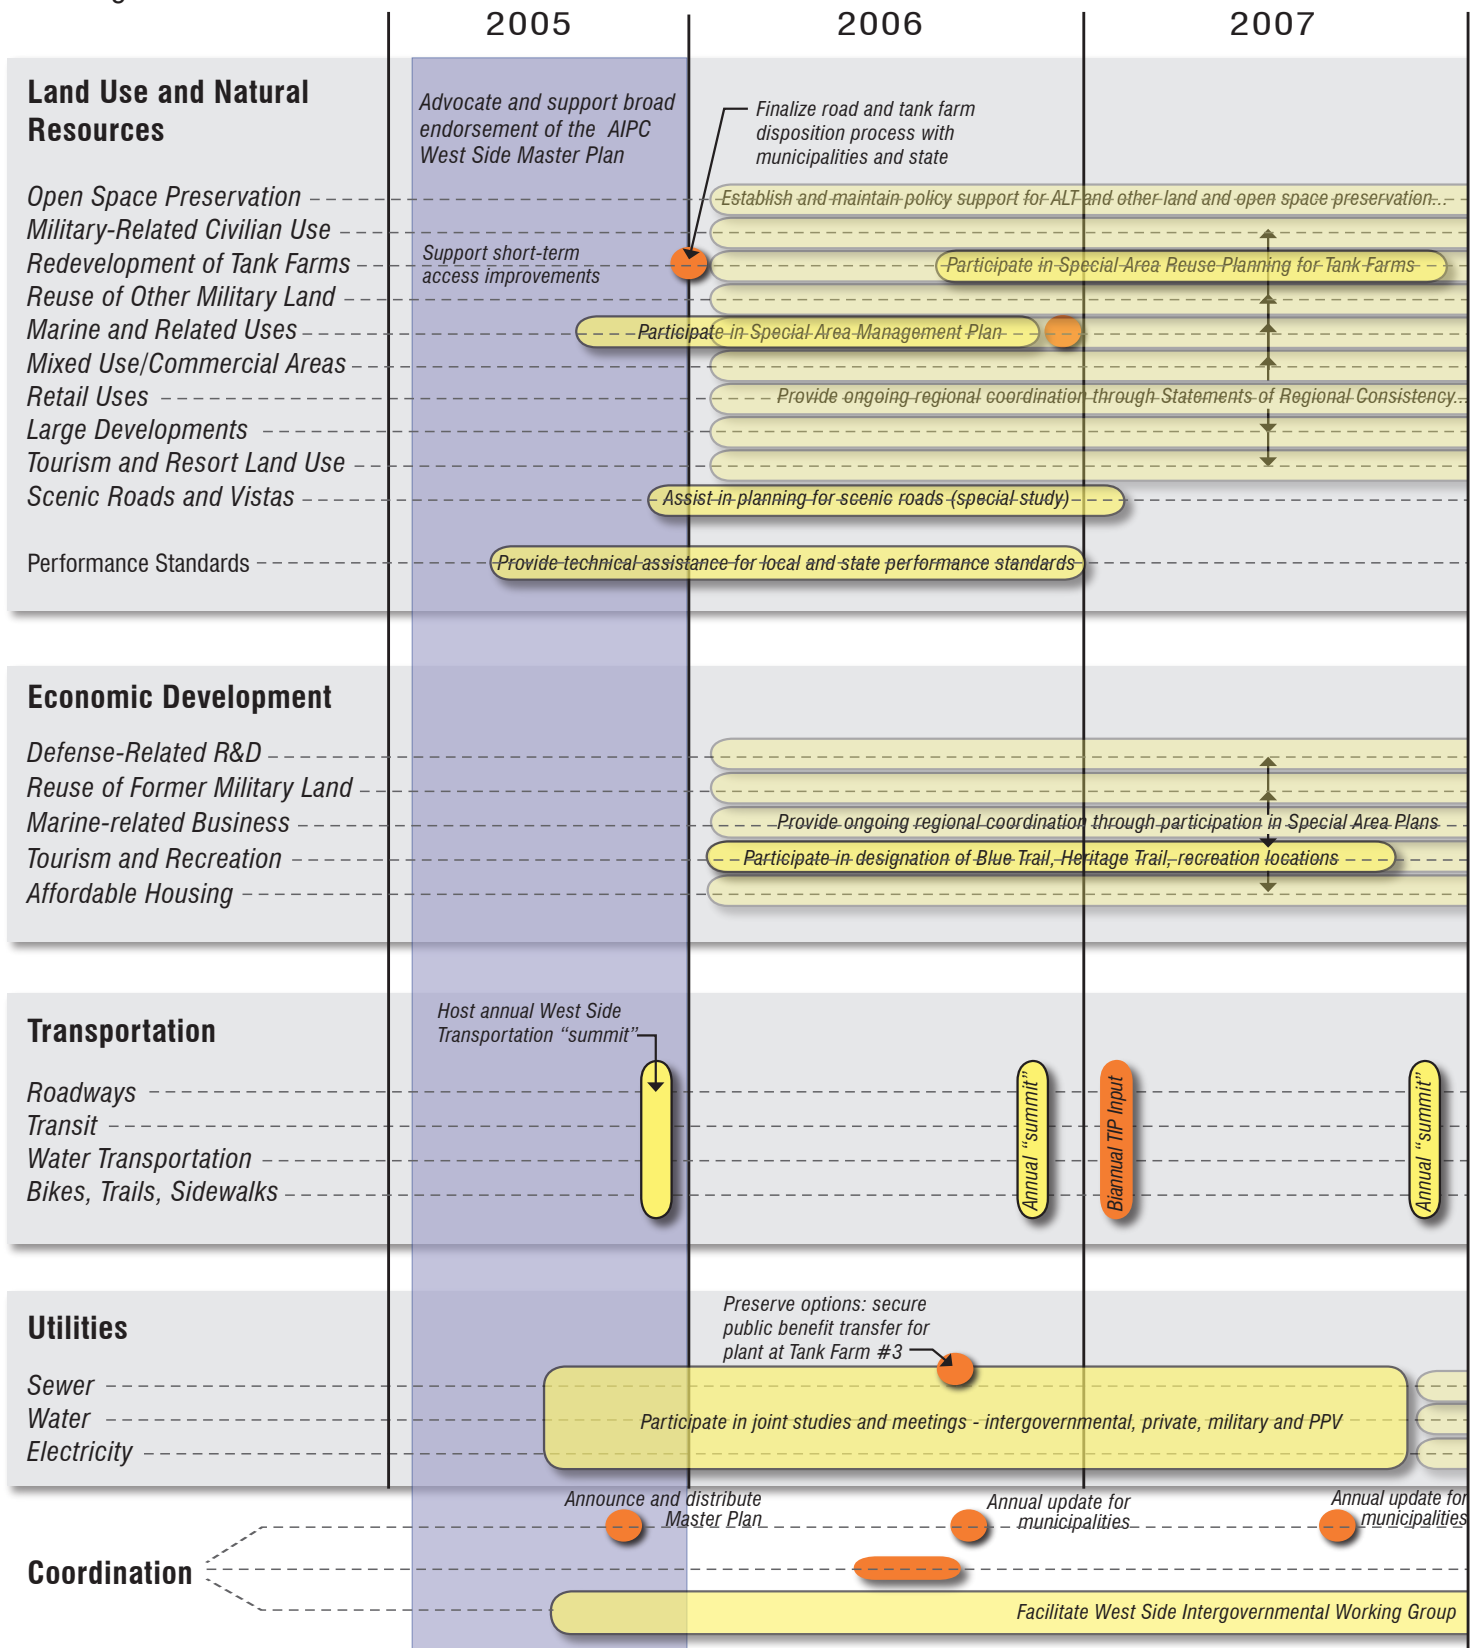 2005
2006
2007
Land Use and Natural
Resources
Advocate and support broad
endorsement of the AIPC
West Side Master Plan
Finalize road and tank farm
disposition process with
municipalities and state
Open Space Preservation
Establish and maintain policy support for ALT and other land and open space preservation...
Military-Related Civilian Use
Redevelopment of Tank Farms
Support short-term
access improvements
Participate in Special Area Reuse Planning for Tank Farms
Reuse of Other Military Land
Marine and Related Uses
Participate in Special Area Management Plan
Mixed Use/Commercial Areas
Retail Uses
Provide ongoing regional coordination through Statements of Regional Consistency...
Large Developments
Tourism and Resort Land Use
Scenic Roads and Vistas
Assist in planning for scenic roads (special study)
Performance Standards
Provide technical assistance for local and state performance standards
Economic Development
Defense-Related R&D
Reuse of Former Military Land
Marine-related Business
Provide ongoing regional coordination through participation in Special Area Plans
Tourism and Recreation
Participate in designation of Blue Trail, Heritage Trail, recreation locations
Affordable Housing
Transportation
Host annual West Side
Transportation “summit”
Roadways
Transit
Water Transportation
Bikes, Trails, Sidewalks
Annual “summit”
Biannual TIP Input
Annual “summit”
Utilities
Preserve options: secure
public benefit transfer for
plant at Tank Farm #3
Sewer
Water
Participate in joint studies and meetings - intergovernmental, private, military and PPV
Electricity
Announce and distribute
Master Plan
Annual update for
municipalities
Annual update for
municipalities
Coordination
Facilitate West Side Intergovernmental Working Group